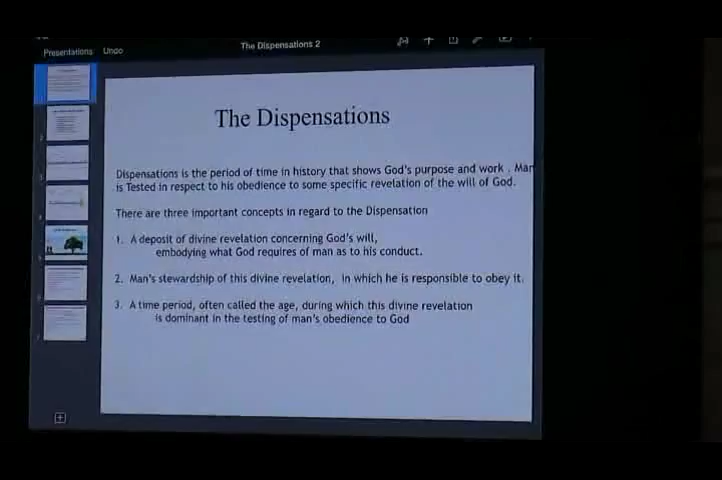 Presentations Undo The Dispensations 2
The Dispensations
Dispensations is the period of time in history that shows God's purpose and work . Man
is Tested in respect to his obedience to some specific revelation of the will of God.
There are three important concepts in regard to the Dispensation
1. A deposit of divine revelation concerning God's will,
embodying what God requires of man as to his conduct.
2. Man's stewardship of this divine revelation, in which he is responsible to obey it.
3. A time period, often called the age, during which this divine revelation
is dominant in the testing of man's obedience to God